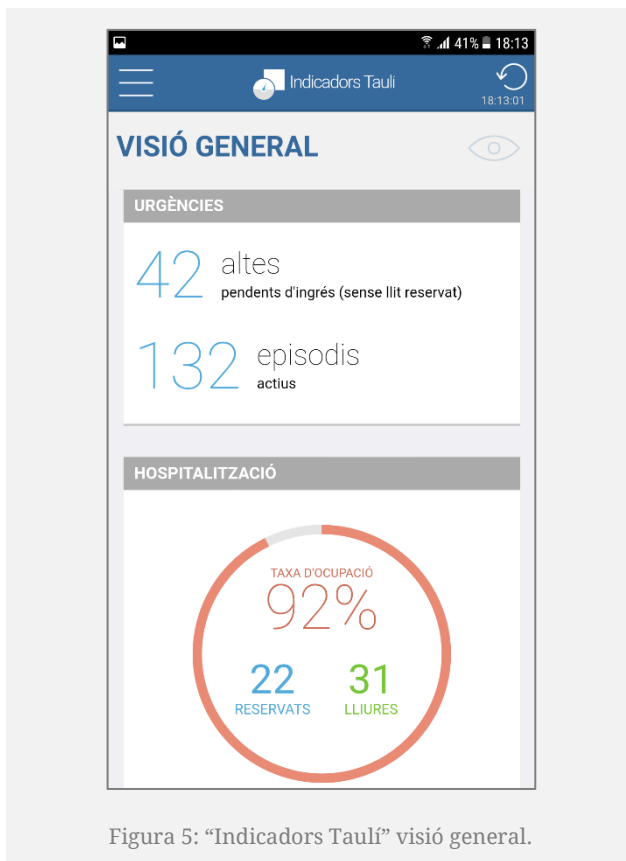 41% 18:13
Indicadors Taulí
18:13:01
VISIÓ GENERAL
URGÈNCIES
42 altes
pendents d'ingrés (sense llit reservat)
132 episodis
actius
HOSPITALITZACIÓ
TAXA D'OCUPACIÓ
92%
22 31
RESERVATS LLIURES
Figura 5: “Indicadors Taulí” visió general.